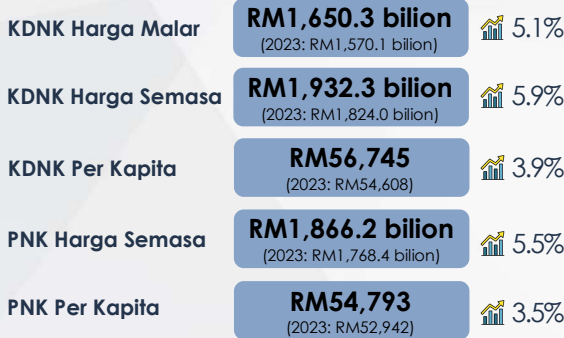 KDNK Harga Malar
RM1,650.3 bilion
(2023: RM1,570.1 bilion)
5.1%
KDNK Harga Semasa
RM1,932.3 bilion
(2023: RM1,824.0 bilion)
5.9%
KDNK Per Kapita
RM56,745
(2023: RM54,608)
3.9%
PNK Harga Semasa
RM1,866.2 bilion
(2023: RM1,768.4 bilion)
5.5%
PNK Per Kapita
RM54,793
(2023: RM52,942)
3.5%